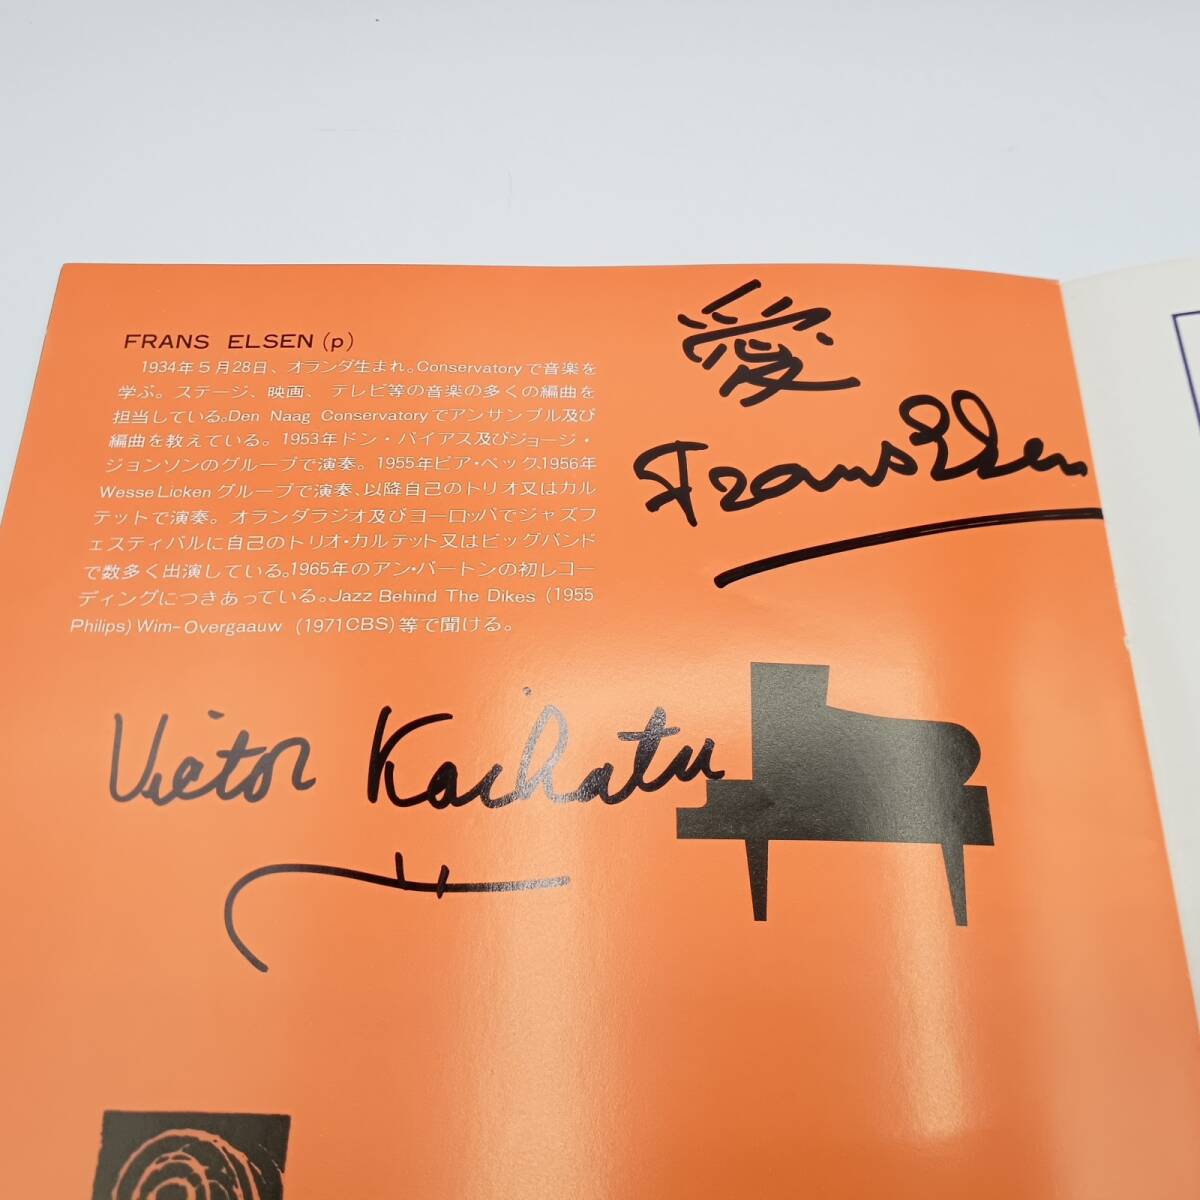 FRANS ELSEN (p)
1934年5月28日、オランダ生まれ。Conservatoryで音楽を
学ぶ。ステージ、映画、テレビ等の音楽の多くの編曲を
担当している。Den Naag Conservatoryでアンサンブル及び
編曲を教えている。1953年ドン・バイアス及びジョージ・
ジョンソンのグループで演奏。1955年ピア・ベック、1956年
Wesse Licken グループで演奏、以降自己のトリオ又はカル
テットで演奏。オランダラジオ及びヨーロッパでジャズフ
ェスティバルに自己のトリオ・カルテット又はビッグバンド
で数多く出演している。1965年のアン・バートンの初レコー
ディングにつきあっている。Jazz Behind The Dikes (1955
Philips) Wim-Overgaauw (1971CBS)等で聞ける。
愛
Frans Elsen
Victor Kaihatu